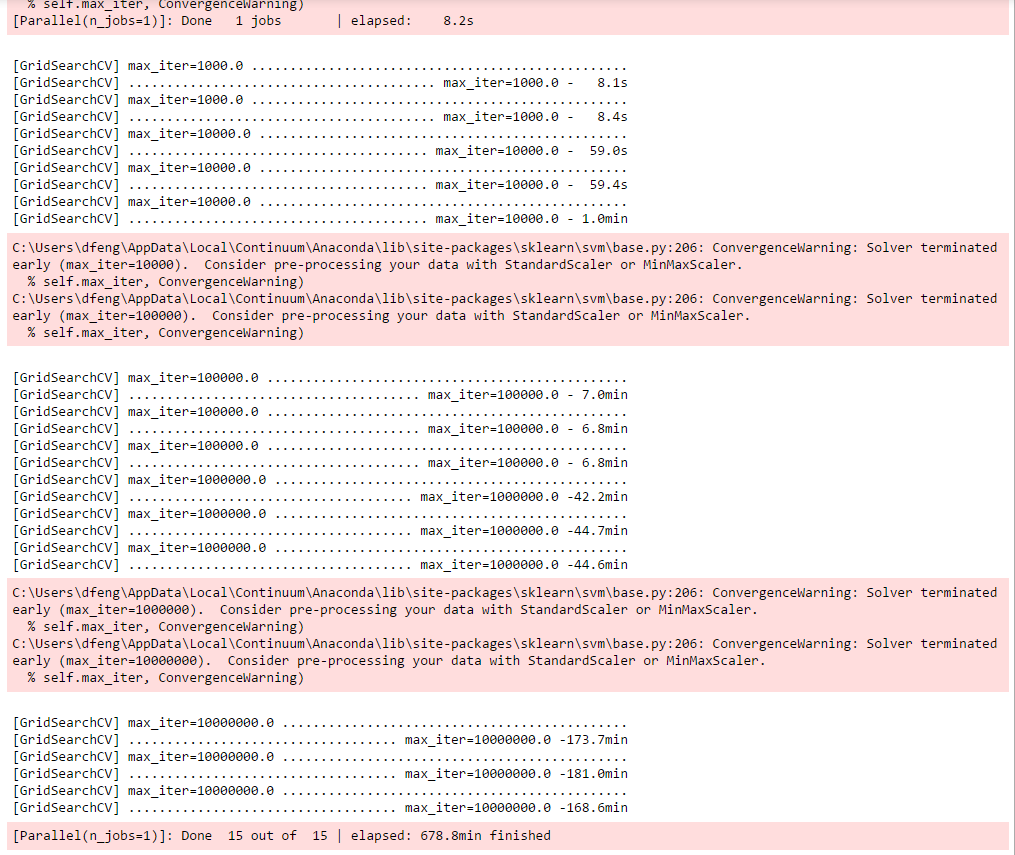 % self.max_iter, ConvergenceWarning)
[Parallel(n_jobs=1)]: Done   1 jobs       | elapsed:    8.2s
[GridSearchCV] max_iter=1000.0 .................................................
[GridSearchCV] ........................................ max_iter=1000.0 -   8.1s
[GridSearchCV] max_iter=1000.0 .................................................
[GridSearchCV] ........................................ max_iter=1000.0 -   8.4s
[GridSearchCV] max_iter=10000.0 ................................................
[GridSearchCV] ....................................... max_iter=10000.0 -  59.0s
[GridSearchCV] max_iter=10000.0 ................................................
[GridSearchCV] ....................................... max_iter=10000.0 -  59.4s
[GridSearchCV] max_iter=10000.0 ................................................
[GridSearchCV] ....................................... max_iter=10000.0 - 1.0min
C:\Users\dfeng\AppData\Local\Continuum\Anaconda\lib\site-packages\sklearn\svm\base.py:206: ConvergenceWarning: Solver terminated
early (max_iter=10000).  Consider pre-processing your data with StandardScaler or MinMaxScaler.
  % self.max_iter, ConvergenceWarning)
C:\Users\dfeng\AppData\Local\Continuum\Anaconda\lib\site-packages\sklearn\svm\base.py:206: ConvergenceWarning: Solver terminated
early (max_iter=100000).  Consider pre-processing your data with StandardScaler or MinMaxScaler.
  % self.max_iter, ConvergenceWarning)
[GridSearchCV] max_iter=100000.0 ...............................................
[GridSearchCV] ...................................... max_iter=100000.0 - 7.0min
[GridSearchCV] max_iter=100000.0 ...............................................
[GridSearchCV] ...................................... max_iter=100000.0 - 6.8min
[GridSearchCV] max_iter=100000.0 ...............................................
[GridSearchCV] ...................................... max_iter=100000.0 - 6.8min
[GridSearchCV] max_iter=1000000.0 ..............................................
[GridSearchCV] ..................................... max_iter=1000000.0 -42.2min
[GridSearchCV] max_iter=1000000.0 ..............................................
[GridSearchCV] ..................................... max_iter=1000000.0 -44.7min
[GridSearchCV] max_iter=1000000.0 ..............................................
[GridSearchCV] ..................................... max_iter=1000000.0 -44.6min
C:\Users\dfeng\AppData\Local\Continuum\Anaconda\lib\site-packages\sklearn\svm\base.py:206: ConvergenceWarning: Solver terminated
early (max_iter=1000000).  Consider pre-processing your data with StandardScaler or MinMaxScaler.
  % self.max_iter, ConvergenceWarning)
C:\Users\dfeng\AppData\Local\Continuum\Anaconda\lib\site-packages\sklearn\svm\base.py:206: ConvergenceWarning: Solver terminated
early (max_iter=10000000).  Consider pre-processing your data with StandardScaler or MinMaxScaler.
  % self.max_iter, ConvergenceWarning)
[GridSearchCV] max_iter=10000000.0 .............................................
[GridSearchCV] ................................... max_iter=10000000.0 -173.7min
[GridSearchCV] max_iter=10000000.0 .............................................
[GridSearchCV] ................................... max_iter=10000000.0 -181.0min
[GridSearchCV] max_iter=10000000.0 .............................................
[GridSearchCV] ................................... max_iter=10000000.0 -168.6min
[Parallel(n_jobs=1)]: Done  15 out of  15 | elapsed: 678.8min finished